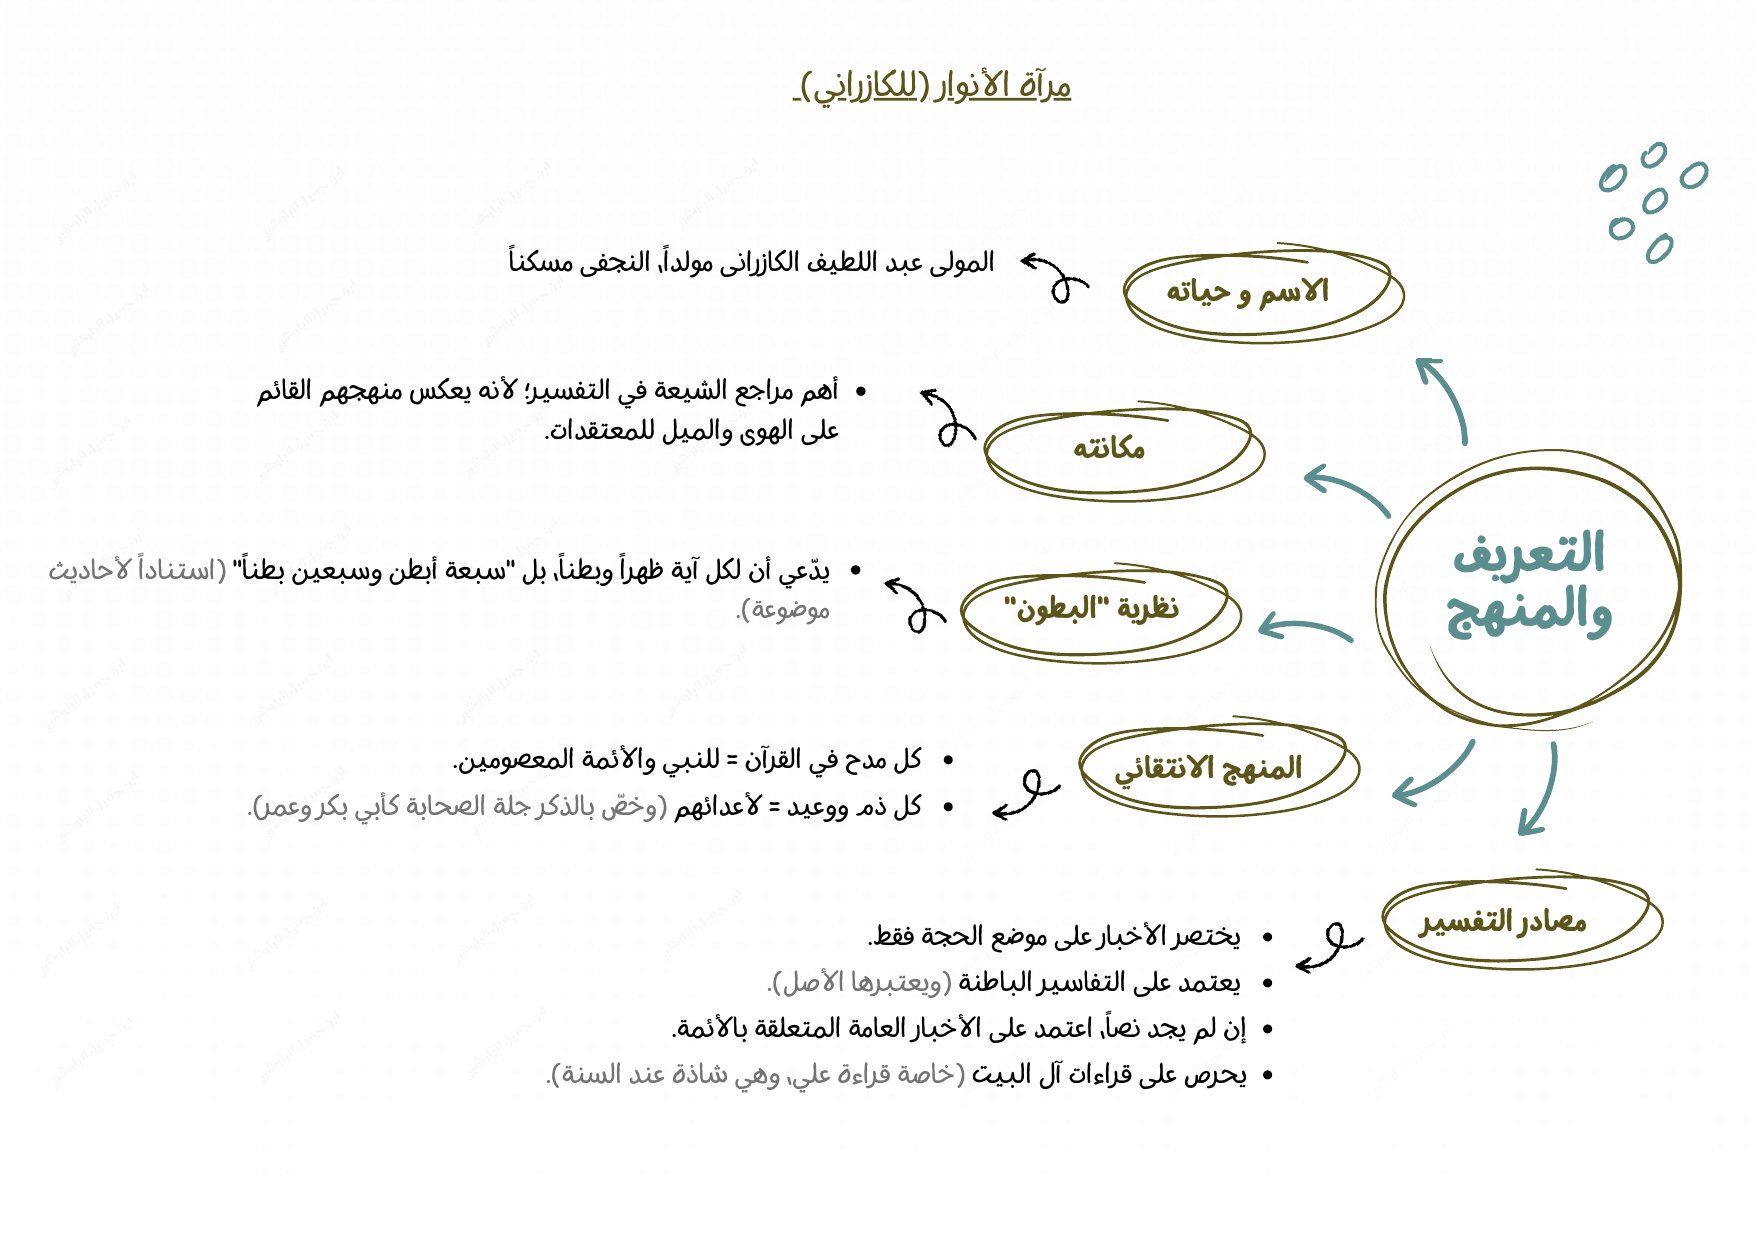 مرآة الأنوار (للكازراني)
التعريف
والمنهج
الاسم و حياته
المولى عبد اللطيف الكازرانى مولداً، النجفى مسكناً
مكانته
• أهم مراجع الشيعة في التفسير؛ لأنه يعكس منهجهم القائم
على الهوى والميل للمعتقدات.
نظرية "البطون"
• يدّعي أن لكل آية ظهراً وبطناً، بل "سبعة أبطن وسبعين بطناً" (استناداً لأحاديث
موضوعة).
المنهج الانتقائي
• كل مدح في القرآن = للنبي والأئمة المعصومين.
• كل ذم ووعيد = لأعدائهم (وخصّ بالذكر جلة الصحابة كأبي بكر وعمر).
مصادر التفسير
• يختصر الأخبار على موضع الحجة فقط.
• يعتمد على التفاسير الباطنة (ويعتبرها الأصل).
• إن لم يجد نصاً، اعتمد على الأخبار العامة المتعلقة بالأئمة.
• يحرص على قراءات آل البيت (خاصة قراءة علي، وهي شاذة عند السنة).